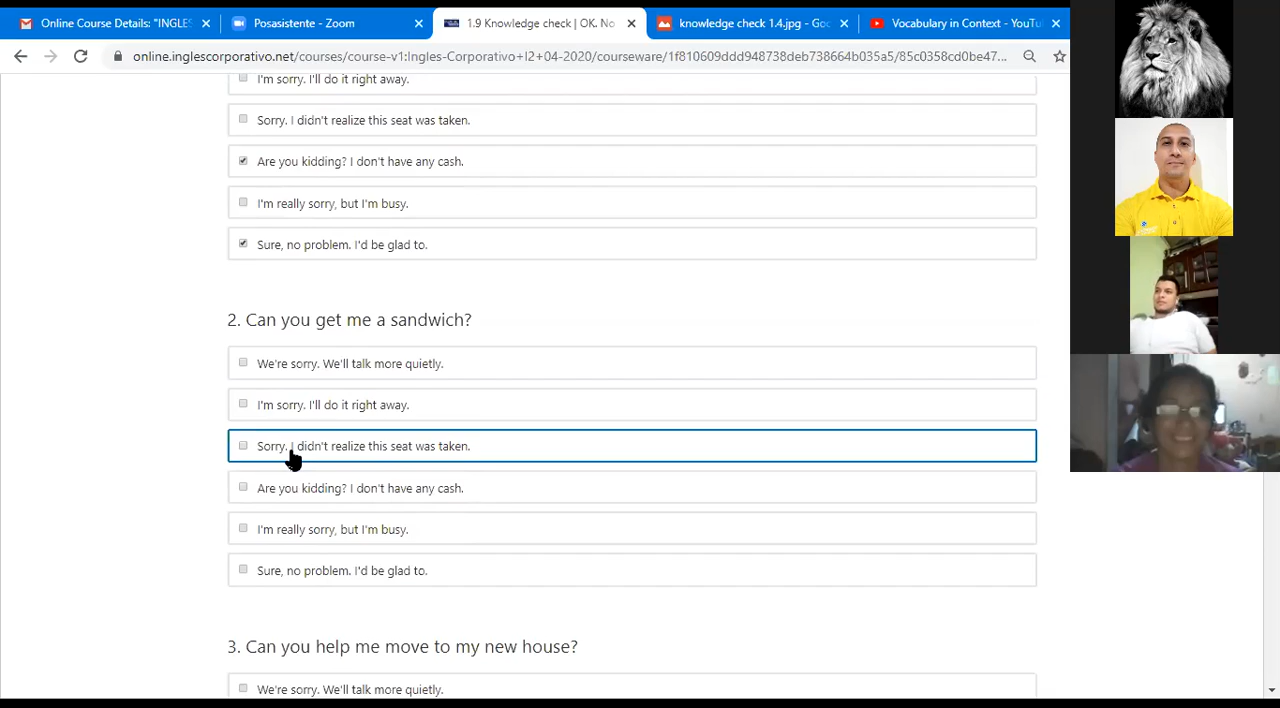 Online Course Details: "INGLES
Posasistente - Zoom
1.9 Knowledge check | OK. No
knowledge check 1.4.jpg - Goo
Vocabulary in Context - YouTu
online.inglescorporativo.net/courses/course-v1:Ingles-Corporativo+I2+04-2020/courseware/1f810609ddd948738deb738664b035a5/85c0358cd0be47...
I'm sorry. I'll do it right away.
Sorry. I didn't realize this seat was taken.
Are you kidding? I don't have any cash.
I'm really sorry, but I'm busy.
Sure, no problem. I'd be glad to.
2. Can you get me a sandwich?
We're sorry. We'll talk more quietly.
I'm sorry. I'll do it right away.
Sorry. I didn't realize this seat was taken.
Are you kidding? I don't have any cash.
I'm really sorry, but I'm busy.
Sure, no problem. I'd be glad to.
3. Can you help me move to my new house?
We're sorry. We'll talk more quietly.